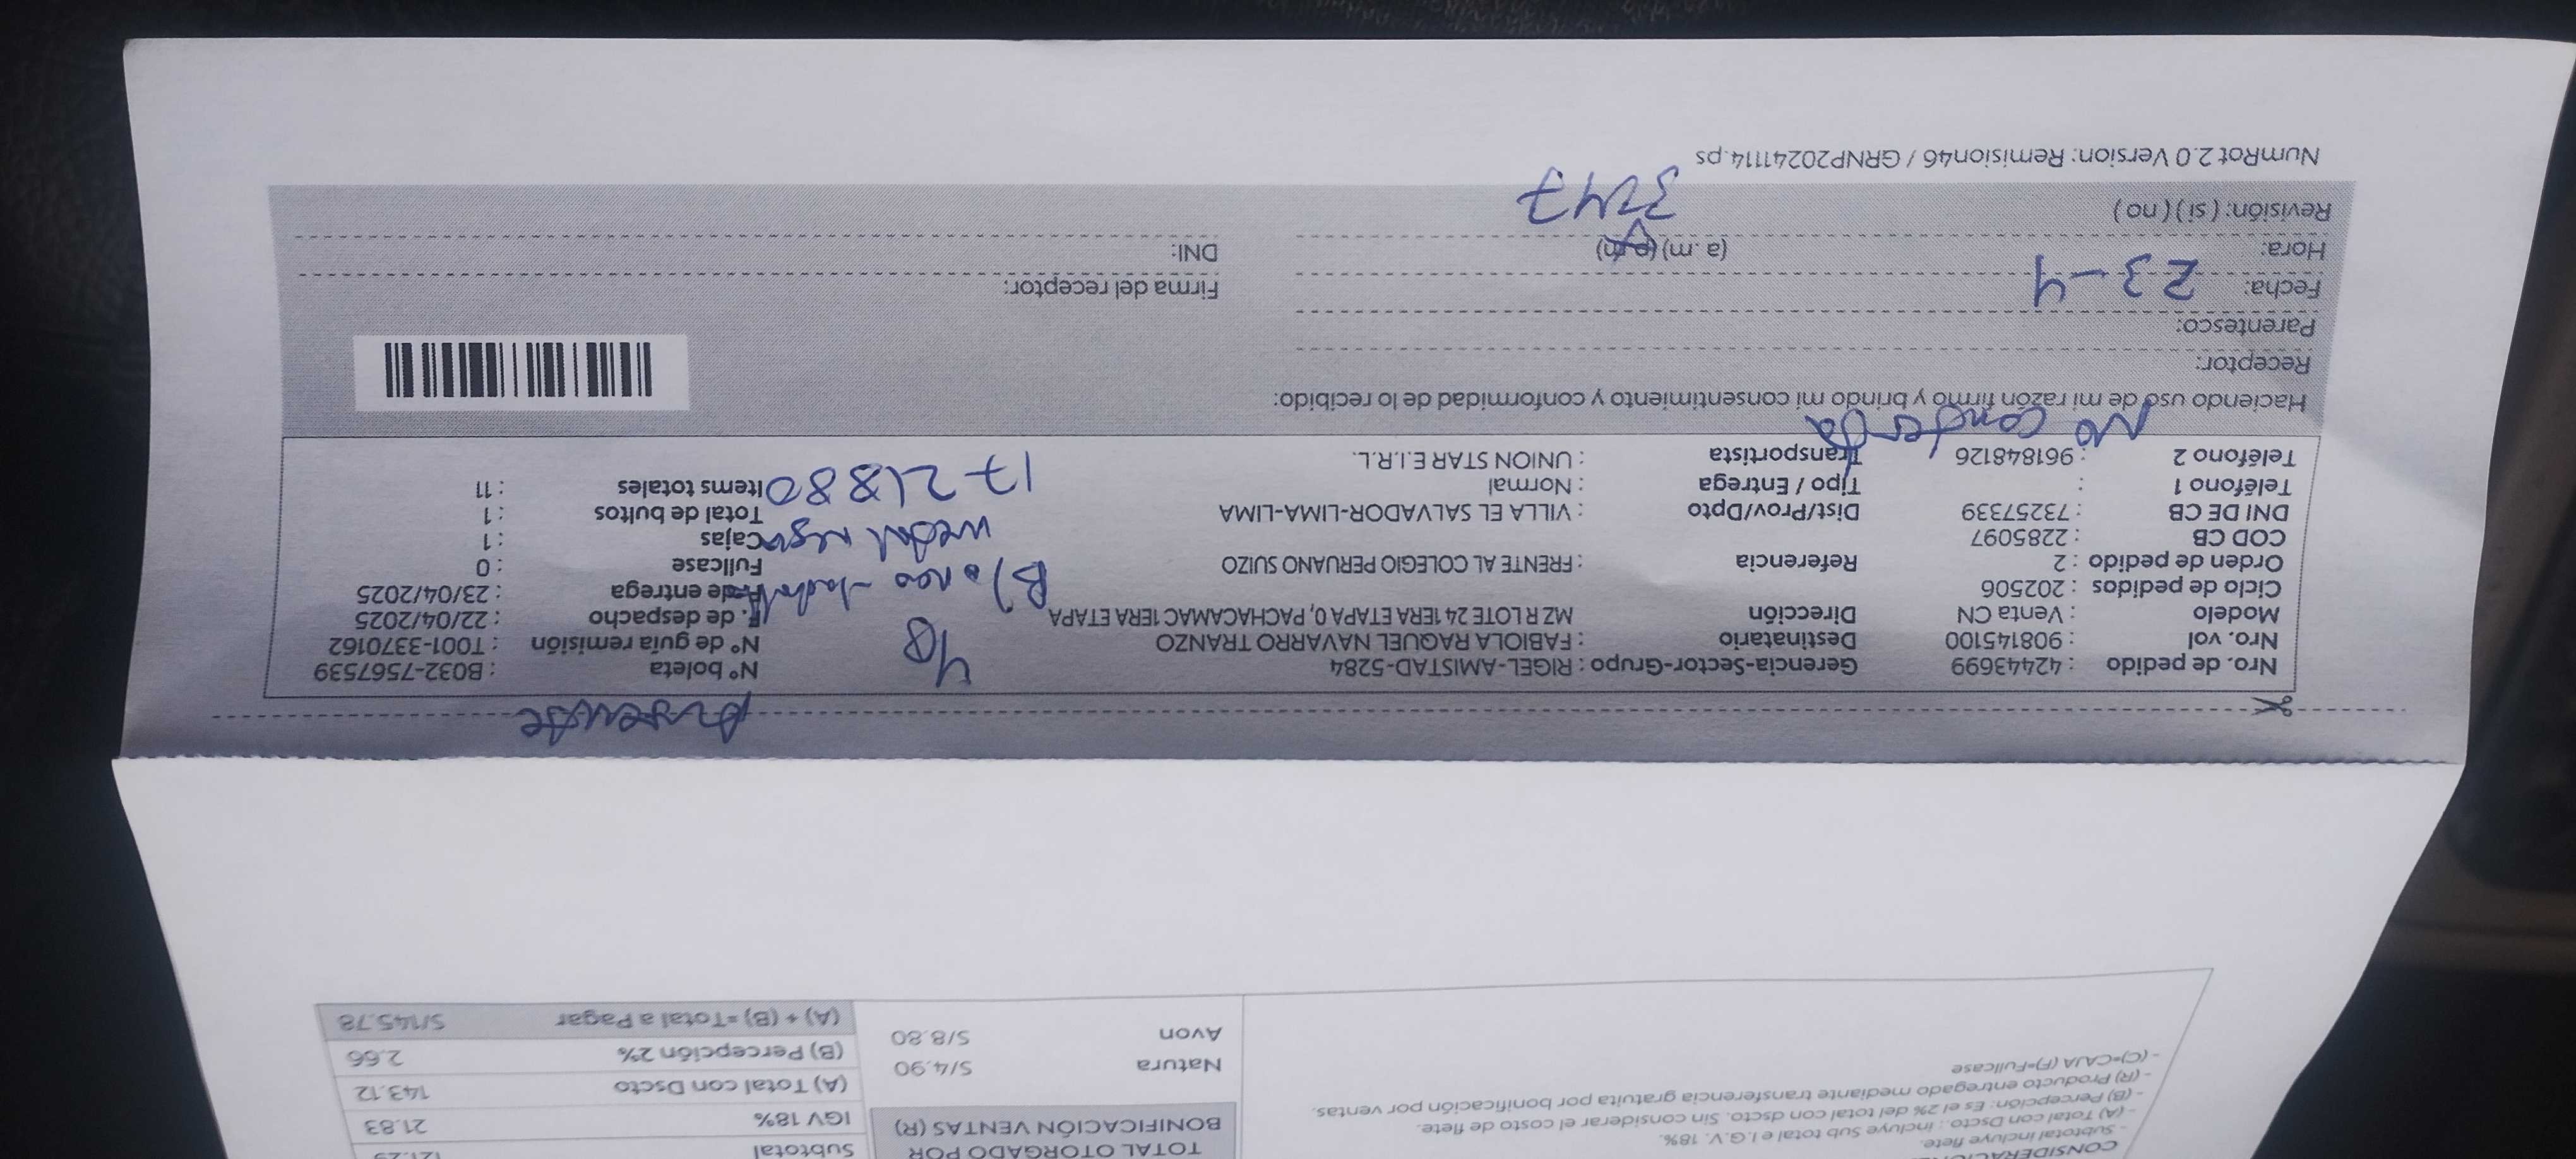 CONSIDERAC
- Subtotal incluye flete.
- (A) Total con Dscto.: incluye Sub total e I.G.V. 18%.
- (B) Percepción: Es el 2% del total con dscto. Sin considerar el costo de flete.
- (R) Producto entregado mediante transferencia gratuita por bonificación por ventas.
- (C)=CAJA (F)=Fullcase
TOTAL OTORGADO POR
BONIFICACIÓN VENTAS (R)
Natura S/4.90
Avon S/8.80
Subtotal 121.29
IGV 18% 21.83
(A) Total con Dscto 143.12
(B) Percepción 2% 2.66
(A) + (B) =Total a Pagar S/145.78
Ausente
Nro. de pedido : 42443699
Nro. vol : 908145100
Modelo : Venta CN
Ciclo de pedidos : 202506
Orden de pedido : 2
COD CB : 2285097
DNI DE CB : 73257339
Teléfono 1 :
Teléfono 2 : 961848126
Gerencia-Sector-Grupo : RIGEL-AMISTAD-5284
Destinatario : FABIOLA RAQUEL NAVARRO TRANZO
Dirección MZ R LOTE 24 1ERA ETAPA 0, PACHACAMAC 1ERA ETAPA
Referencia : FRENTE AL COLEGIO PERUANO SUIZO
Dist/Prov/Dpto : VILLA EL SALVADOR-LIMA-LIMA
Tipo / Entrega : Normal
Transportista : UNION STAR E.I.R.L.
Nº boleta : B032-7567539
Nº de guía remisión : T001-3370162
F. de despacho : 22/04/2025
F. de entrega : 23/04/2025
Fullcase : 0
Cajas : 1
Total de bultos : 1
Items totales : 11
17-21880
No contesta
Haciendo uso de mi razón firmo y brindo mi consentimiento y conformidad de lo recibido:
Receptor:
Parentesco:
Fecha: 23-4
Hora: (a. m) (p.m)
Revisión: ( si ) ( no )
3:47
Firma del receptor:
DNI:
NumRot 2.0 Version: Remision46 / GRNP20241114.ps